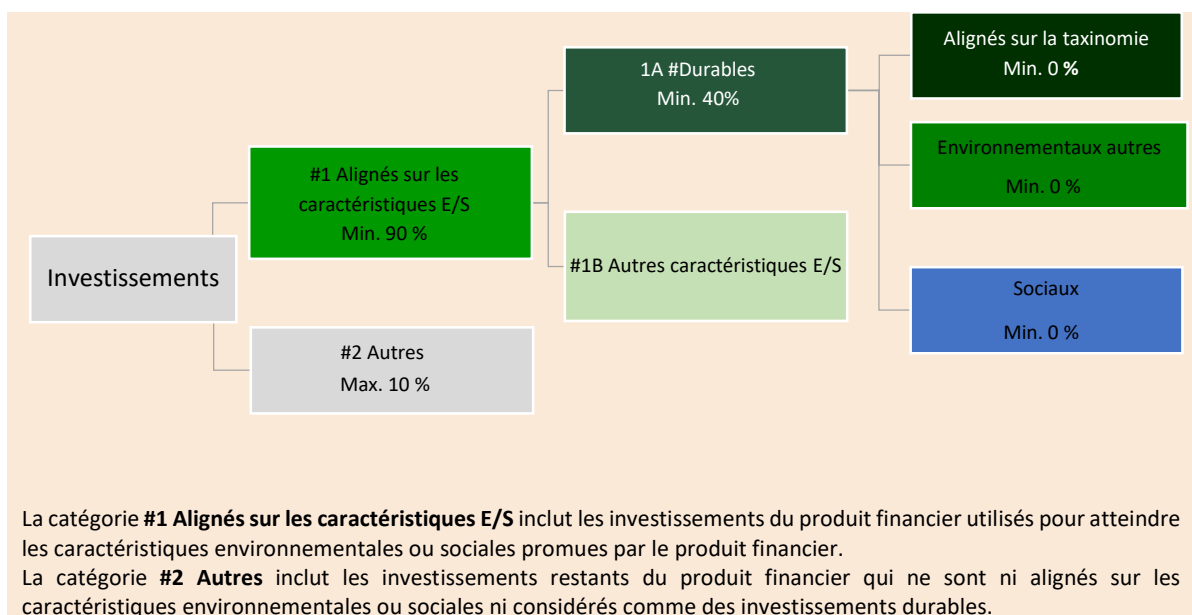 Investissements
#1 Alignés sur les
caractéristiques E/S
Min. 90 %
#2 Autres
Max. 10 %
1A #Durables
Min. 40%
#1B Autres caractéristiques E/S
Alignés sur la taxinomie
Min. 0 %
Environnementaux autres
Min. 0 %
Sociaux
Min. 0 %
La catégorie #1 Alignés sur les caractéristiques E/S inclut les investissements du produit financier utilisés pour atteindre
les caractéristiques environnementales ou sociales promues par le produit financier.
La catégorie #2 Autres inclut les investissements restants du produit financier qui ne sont ni alignés sur les
caractéristiques environnementales ou sociales ni considérés comme des investissements durables.